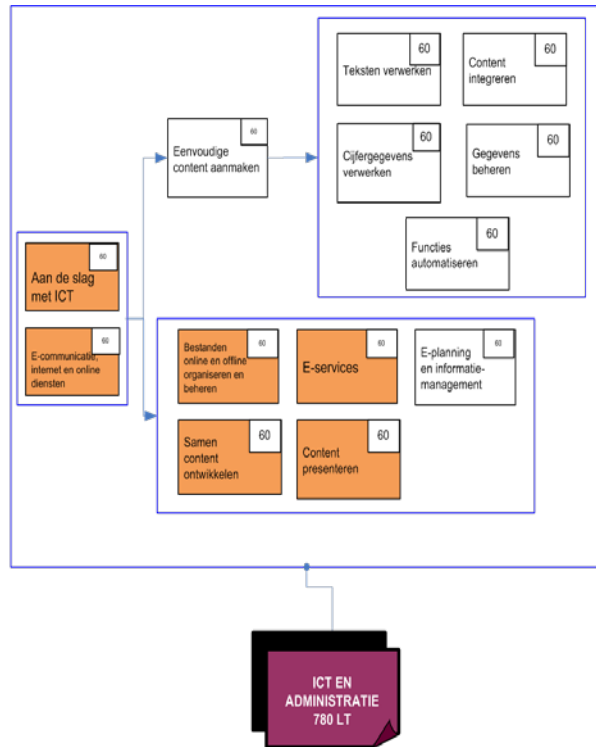 60
Teksten verwerken
60
Content
integreren
60
Eenvoudige
content aanmaken
60
Cijfergegevens
verwerken
60
Gegevens
beheren
60
Functies
automatiseren
60
Aan de slag
met ICT
60
E-communicatie,
internet en online
diensten
60
Bestanden
online en offline
organiseren en
beheren
60
E-services
60
E-planning
en informatie-
management
60
Samen
content
ontwikkelen
60
Content
presenteren
ICT EN
ADMINISTRATIE
780 LT